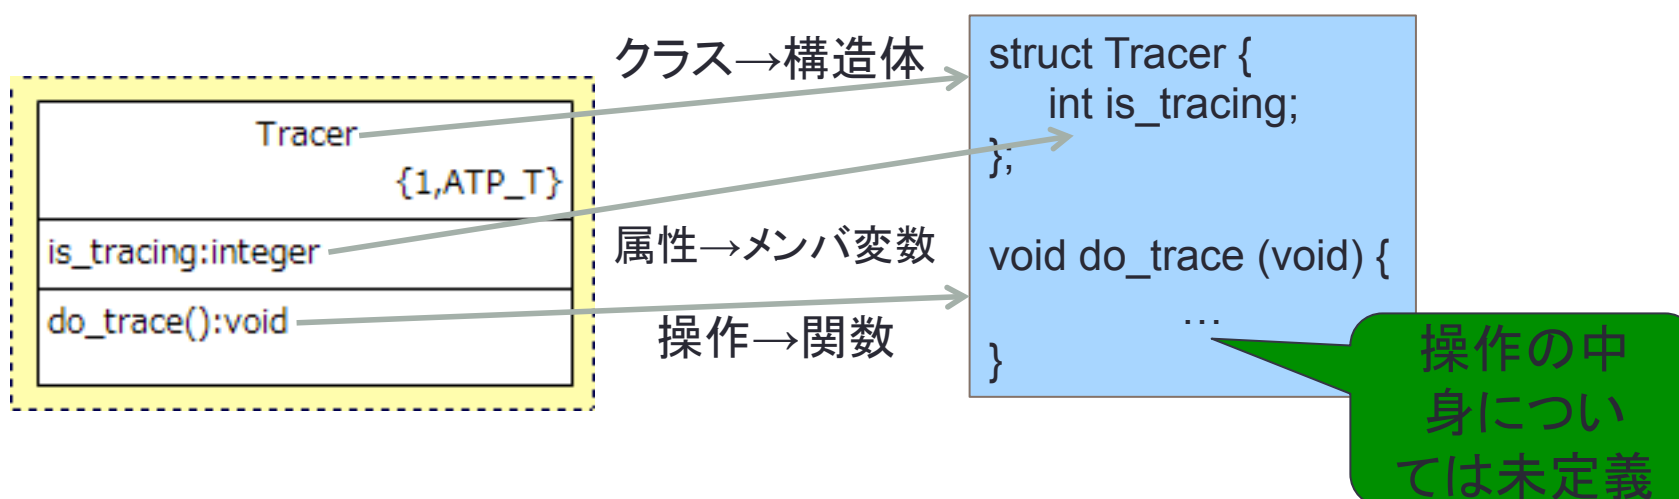 Tracer
{1,ATP_T}
is_tracing:integer
do_trace():void
クラス→構造体
属性→メンバ変数
操作→関数
struct Tracer {
int is_tracing;
};
void do_trace (void) {
…
}
操作の中
身につい
ては未定義